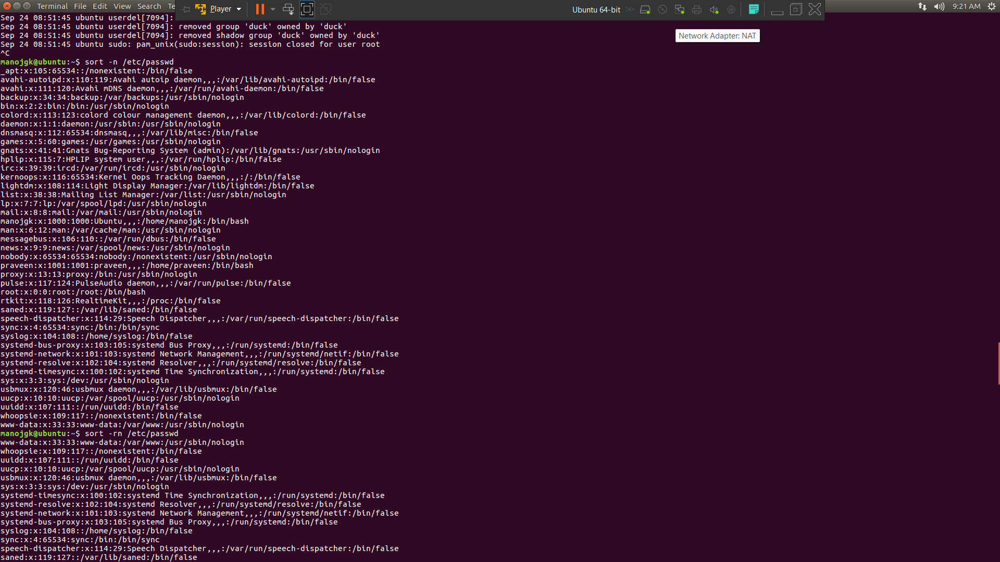 Terminal File Edit View Search Te
Player
Ubuntu 64-bit
9:21 AM
Network Adapter: NAT
Sep 24 08:51:45 ubuntu userdel[7094]:
Sep 24 08:51:45 ubuntu userdel[7094]: removed group 'duck' owned by 'duck'
Sep 24 08:51:45 ubuntu userdel[7094]: removed shadow group 'duck' owned by 'duck'
Sep 24 08:51:45 ubuntu sudo: pam_unix(sudo:session): session closed for user root
^C
manojgk@ubuntu:~$ sort -n /etc/passwd
_apt:x:105:65534::/nonexistent:/bin/false
avahi-autoipd:x:110:119:Avahi autoip daemon,,,:/var/lib/avahi-autoipd:/bin/false
avahi:x:111:120:Avahi mDNS daemon,,,:/var/run/avahi-daemon:/bin/false
backup:x:34:34:backup:/var/backups:/usr/sbin/nologin
bin:x:2:2:bin:/bin:/usr/sbin/nologin
colord:x:113:123:colord colour management daemon,,,:/var/lib/colord:/bin/false
daemon:x:1:1:daemon:/usr/sbin:/usr/sbin/nologin
dnsmasq:x:112:65534:dnsmasq,,,:/var/lib/misc:/bin/false
games:x:5:60:games:/usr/games:/usr/sbin/nologin
gnats:x:41:41:Gnats Bug-Reporting System (admin):/var/lib/gnats:/usr/sbin/nologin
hplip:x:115:7:HPLIP system user,,,:/var/run/hplip:/bin/false
irc:x:39:39:ircd:/var/run/ircd:/usr/sbin/nologin
kernoops:x:116:65534:Kernel Oops Tracking Daemon,,,:/:/bin/false
lightdm:x:108:114:Light Display Manager:/var/lib/lightdm:/bin/false
list:x:38:38:Mailing List Manager:/var/list:/usr/sbin/nologin
lp:x:7:7:lp:/var/spool/lpd:/usr/sbin/nologin
mail:x:8:8:mail:/var/mail:/usr/sbin/nologin
manojgk:x:1000:1000:Ubuntu,,,:/home/manojgk:/bin/bash
man:x:6:12:man:/var/cache/man:/usr/sbin/nologin
messagebus:x:106:110::/var/run/dbus:/bin/false
news:x:9:9:news:/var/spool/news:/usr/sbin/nologin
nobody:x:65534:65534:nobody:/nonexistent:/usr/sbin/nologin
praveen:x:1001:1001:praveen,,,:/home/praveen:/bin/bash
proxy:x:13:13:proxy:/bin:/usr/sbin/nologin
pulse:x:117:124:PulseAudio daemon,,,:/var/run/pulse:/bin/false
root:x:0:0:root:/root:/bin/bash
rtkit:x:118:126:RealtimeKit,,,:/proc:/bin/false
saned:x:119:127::/var/lib/saned:/bin/false
speech-dispatcher:x:114:29:Speech Dispatcher,,,:/var/run/speech-dispatcher:/bin/false
sync:x:4:65534:sync:/bin:/bin/sync
syslog:x:104:108::/home/syslog:/bin/false
systemd-bus-proxy:x:103:105:systemd Bus Proxy,,,:/run/systemd:/bin/false
systemd-network:x:101:103:systemd Network Management,,,:/run/systemd/netif:/bin/false
systemd-resolve:x:102:104:systemd Resolver,,,:/run/systemd/resolve:/bin/false
systemd-timesync:x:100:102:systemd Time Synchronization,,,:/run/systemd:/bin/false
sys:x:3:3:sys:/dev:/usr/sbin/nologin
usbmux:x:120:46:usbmux daemon,,,:/var/lib/usbmux:/bin/false
uucp:x:10:10:uucp:/var/spool/uucp:/usr/sbin/nologin
uuidd:x:107:111::/run/uuidd:/bin/false
whoopsie:x:109:117::/nonexistent:/bin/false
www-data:x:33:33:www-data:/var/www:/usr/sbin/nologin
manojgk@ubuntu:~$ sort -rn /etc/passwd
www-data:x:33:33:www-data:/var/www:/usr/sbin/nologin
whoopsie:x:109:117::/nonexistent:/bin/false
uuidd:x:107:111::/run/uuidd:/bin/false
uucp:x:10:10:uucp:/var/spool/uucp:/usr/sbin/nologin
usbmux:x:120:46:usbmux daemon,,,:/var/lib/usbmux:/bin/false
sys:x:3:3:sys:/dev:/usr/sbin/nologin
systemd-timesync:x:100:102:systemd Time Synchronization,,,:/run/systemd:/bin/false
systemd-resolve:x:102:104:systemd Resolver,,,:/run/systemd/resolve:/bin/false
systemd-network:x:101:103:systemd Network Management,,,:/run/systemd/netif:/bin/false
systemd-bus-proxy:x:103:105:systemd Bus Proxy,,,:/run/systemd:/bin/false
syslog:x:104:108::/home/syslog:/bin/false
sync:x:4:65534:sync:/bin:/bin/sync
speech-dispatcher:x:114:29:Speech Dispatcher,,,:/var/run/speech-dispatcher:/bin/false
saned:x:119:127::/var/lib/saned:/bin/false